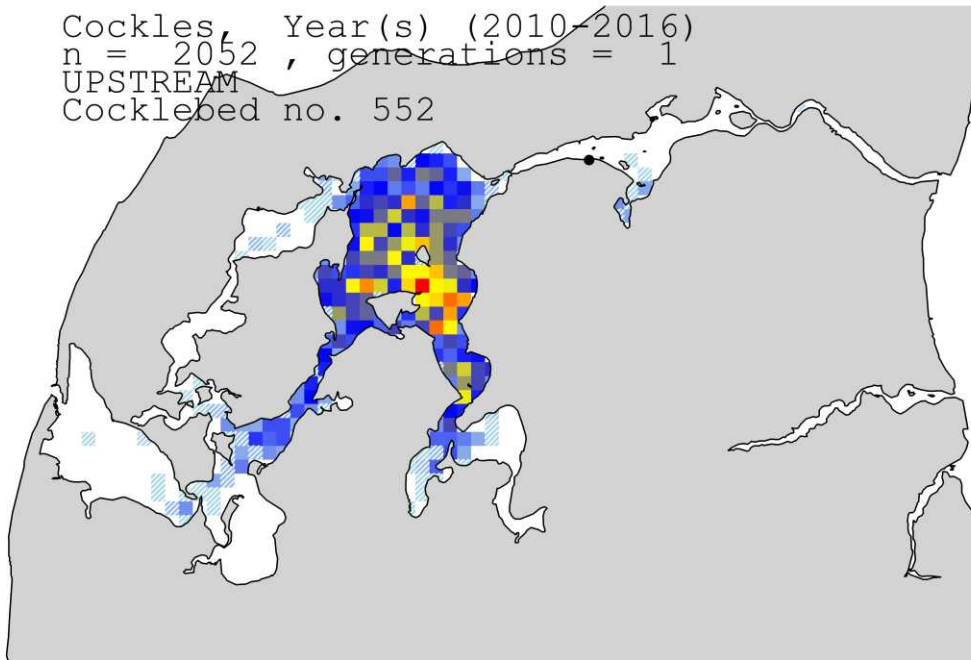 Cockles, Year(s) (2010-2016)
n = 2052 , generations = 1
UPSTREAM
Cocklebed no. 552